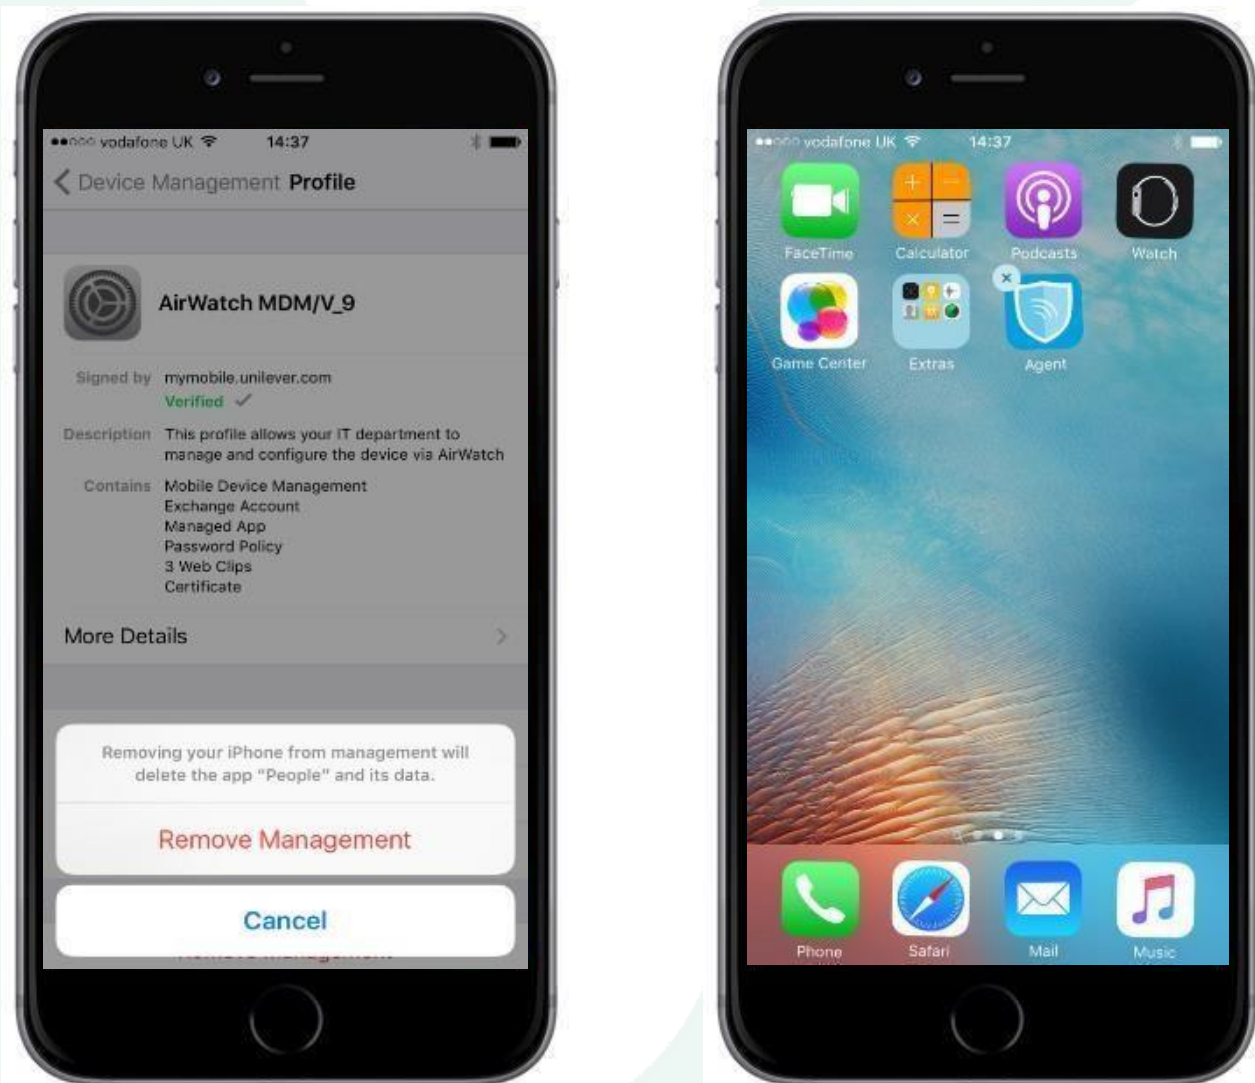 vodafone UK 14:37
Device Management Profile
AirWatch MDM/V_9
Signed by mymobile.unilever.com
Verified
Description This profile allows your IT department to
manage and configure the device via AirWatch
Contains Mobile Device Management
Exchange Account
Managed App
Password Policy
3 Web Clips
Certificate
More Details
Removing your iPhone from management will
delete the app “People” and its data.
Remove Management
Cancel
Remove Management
vodafone UK 14:37
FaceTime Calculator Podcasts Watch
Game Center Extras Agent
Phone Safari Mail Music